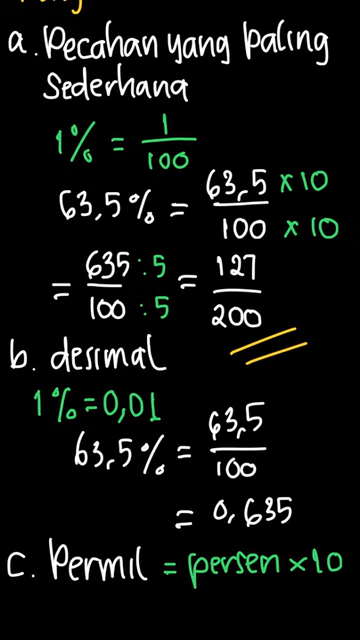 a. Pecahan yang paling
Sederhana
1% = 1/100
63,5% = 63,5 × 10 / 100 × 10
= 635 : 5 / 100 : 5 = 127/200
b. desimal
1% = 0,01
63,5% = 63,5/100
= 0,635
c. Permil = persen × 10